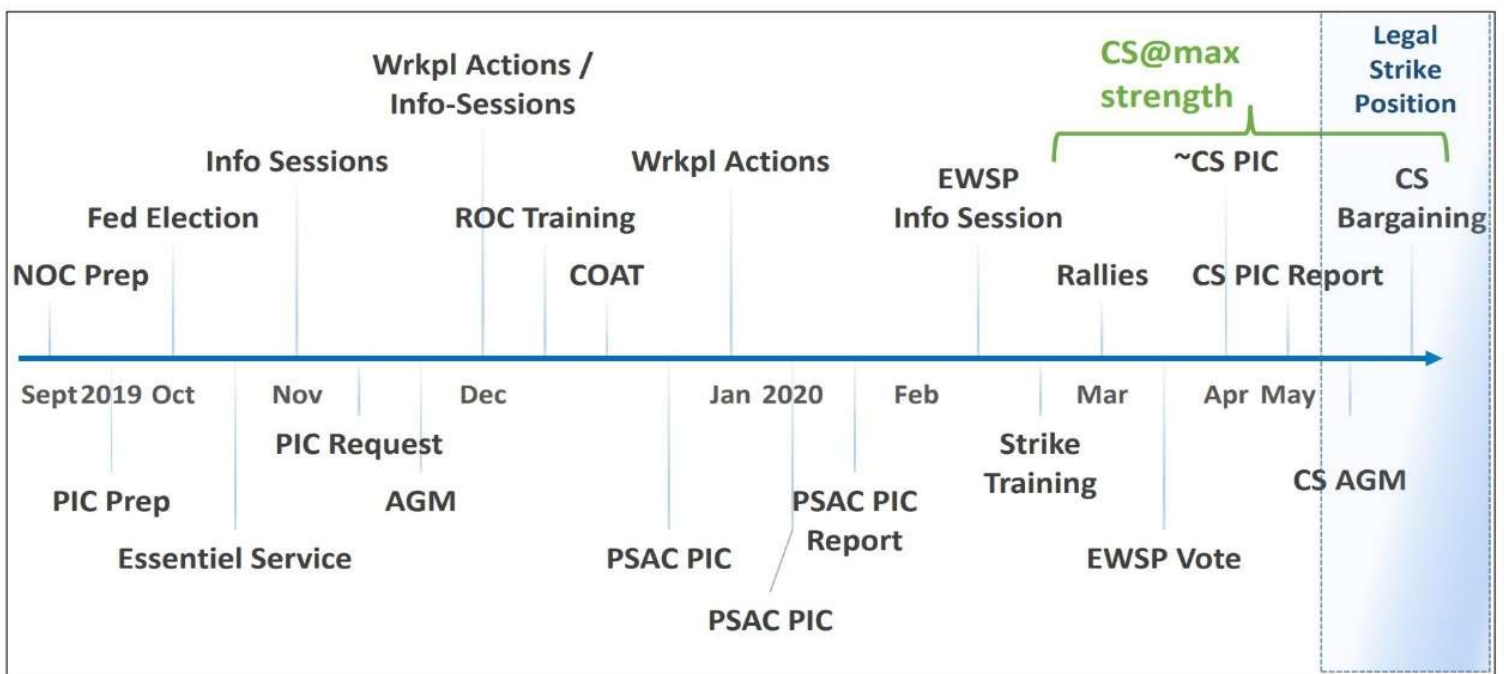 Legal
Strike
Position
CS@max
strength
Wrkpl Actions /
Info-Sessions
Info Sessions
Wrkpl Actions
~CS PIC
EWSP
Info Session
CS
Bargaining
Fed Election
ROC Training
NOC Prep
COAT
Rallies
CS PIC Report
Sept 2019 Oct Nov Dec Jan 2020 Feb Mar Apr May
PIC Request
Strike
Training
PIC Prep
AGM
PSAC PIC
Report
CS AGM
Essentiel Service
PSAC PIC
EWSP Vote
PSAC PIC